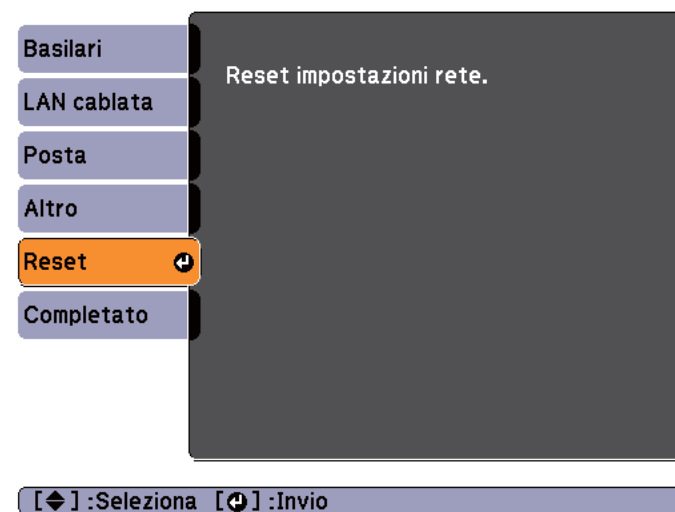 Basilari
LAN cablata
Posta
Altro
Reset
Completato
Reset impostazioni rete.
[◆] :Seleziona [⏎] :Invio